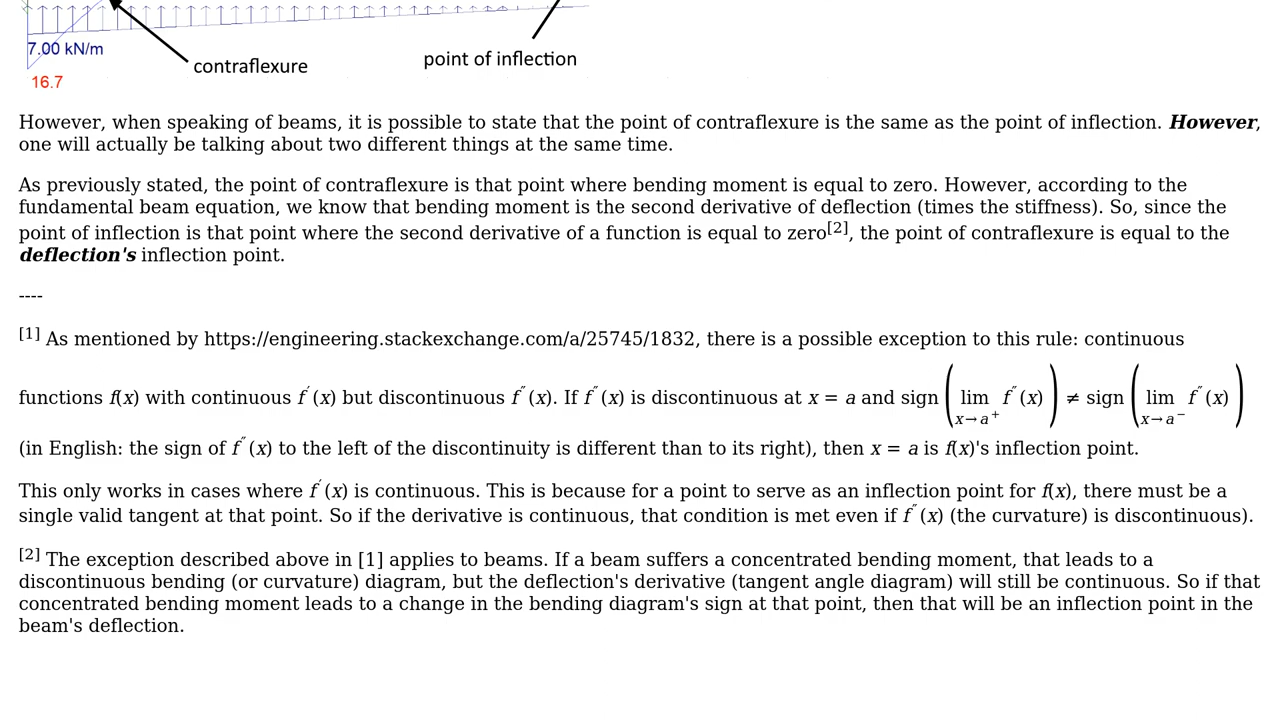 7.00 kN/m
contraflexure
point of inflection
16.7
However, when speaking of beams, it is possible to state that the point of contraflexure is the same as the point of inflection. However,
one will actually be talking about two different things at the same time.
As previously stated, the point of contraflexure is that point where bending moment is equal to zero. However, according to the
fundamental beam equation, we know that bending moment is the second derivative of deflection (times the stiffness). So, since the
point of inflection is that point where the second derivative of a function is equal to zero[2], the point of contraflexure is equal to the
deflection's inflection point.
----
[1] As mentioned by https://engineering.stackexchange.com/a/25745/1832, there is a possible exception to this rule: continuous
functions f(x) with continuous f′(x) but discontinuous f″(x). If f″(x) is discontinuous at x = a and sign(lim x→a⁺ f″(x)) ≠ sign(lim x→a⁻ f″(x))
(in English: the sign of f″(x) to the left of the discontinuity is different than to its right), then x = a is f(x)'s inflection point.
This only works in cases where f′(x) is continuous. This is because for a point to serve as an inflection point for f(x), there must be a
single valid tangent at that point. So if the derivative is continuous, that condition is met even if f″(x) (the curvature) is discontinuous).
[2] The exception described above in [1] applies to beams. If a beam suffers a concentrated bending moment, that leads to a
discontinuous bending (or curvature) diagram, but the deflection's derivative (tangent angle diagram) will still be continuous. So if that
concentrated bending moment leads to a change in the bending diagram's sign at that point, then that will be an inflection point in the
beam's deflection.